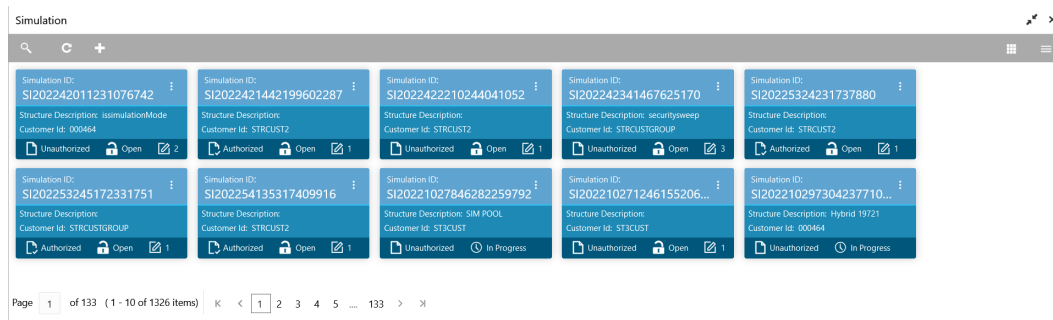 Simulation
Simulation ID:
SI202242011231076742
Structure Description: issimulationMode
Customer Id: 000464
Unauthorized Open 2
Simulation ID:
SI2022421442199602287
Structure Description:
Customer Id: STRCUST2
Authorized Open 1
Simulation ID:
SI2022422210244041052
Structure Description:
Customer Id: STRCUST2
Unauthorized Open 1
Simulation ID:
SI202242341467625170
Structure Description: securitysweep
Customer Id: STRCUSTGROUP
Unauthorized Open 3
Simulation ID:
SI20225324231737880
Structure Description:
Customer Id: STRCUST2
Authorized Open 1
Simulation ID:
SI202253245172331751
Structure Description:
Customer Id: STRCUSTGROUP
Authorized Open 1
Simulation ID:
SI202254135317409916
Structure Description:
Customer Id: STRCUST2
Authorized Open 1
Simulation ID:
SI20221027846282259792
Structure Description: SIM POOL
Customer Id: ST3CUST
Unauthorized In Progress
Simulation ID:
SI202210271246155206...
Structure Description:
Customer Id: ST3CUST
Unauthorized Open 1
Simulation ID:
SI202210297304237710...
Structure Description: Hybrid 19721
Customer Id: 000464
Unauthorized In Progress
Page 1 of 133 (1 - 10 of 1326 items) 1 2 3 4 5 .... 133